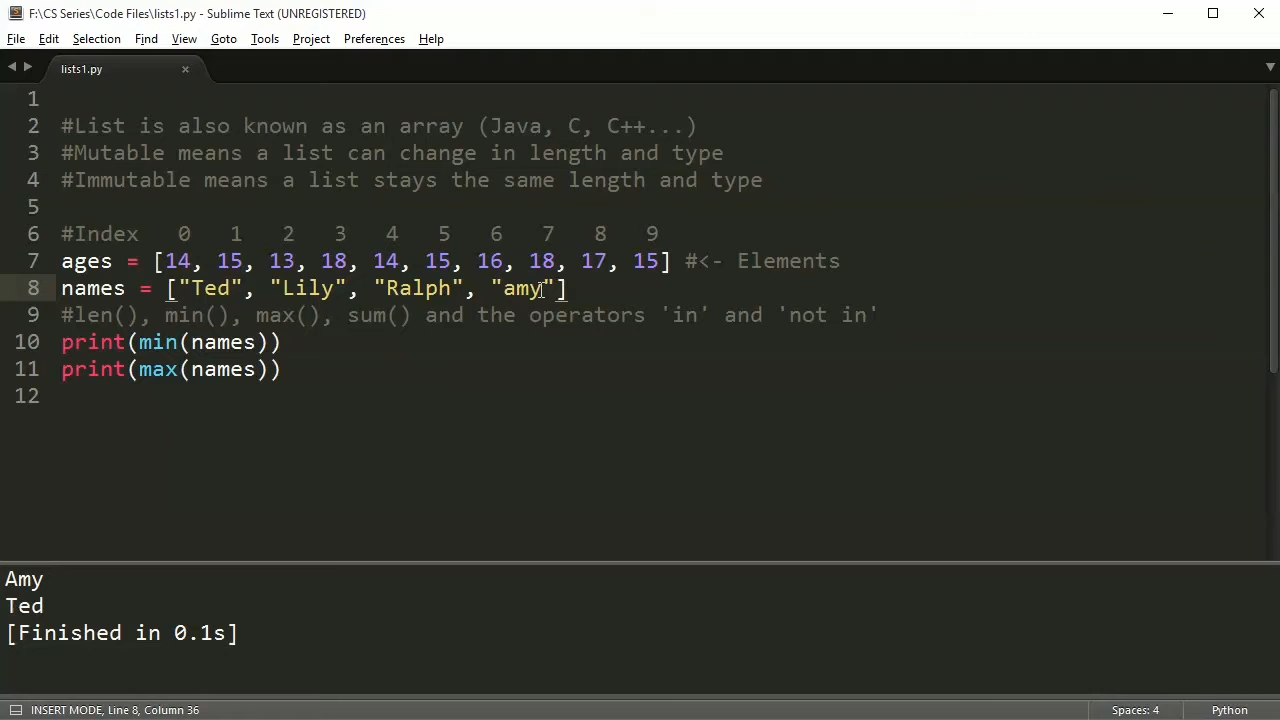 F:\CS Series\Code Files\lists1.py - Sublime Text (UNREGISTERED)
File Edit Selection Find View Goto Tools Project Preferences Help
lists1.py ×
1
2 #List is also known as an array (Java, C, C++...)
3 #Mutable means a list can change in length and type
4 #Immutable means a list stays the same length and type
5
6 #Index 0 1 2 3 4 5 6 7 8 9
7 ages = [14, 15, 13, 18, 14, 15, 16, 18, 17, 15] #<- Elements
8 names = ["Ted", "Lily", "Ralph", "amy"]
9 #len(), min(), max(), sum() and the operators 'in' and 'not in'
10 print(min(names))
11 print(max(names))
12
Amy
Ted
[Finished in 0.1s]
INSERT MODE, Line 8, Column 36 Spaces: 4 Python